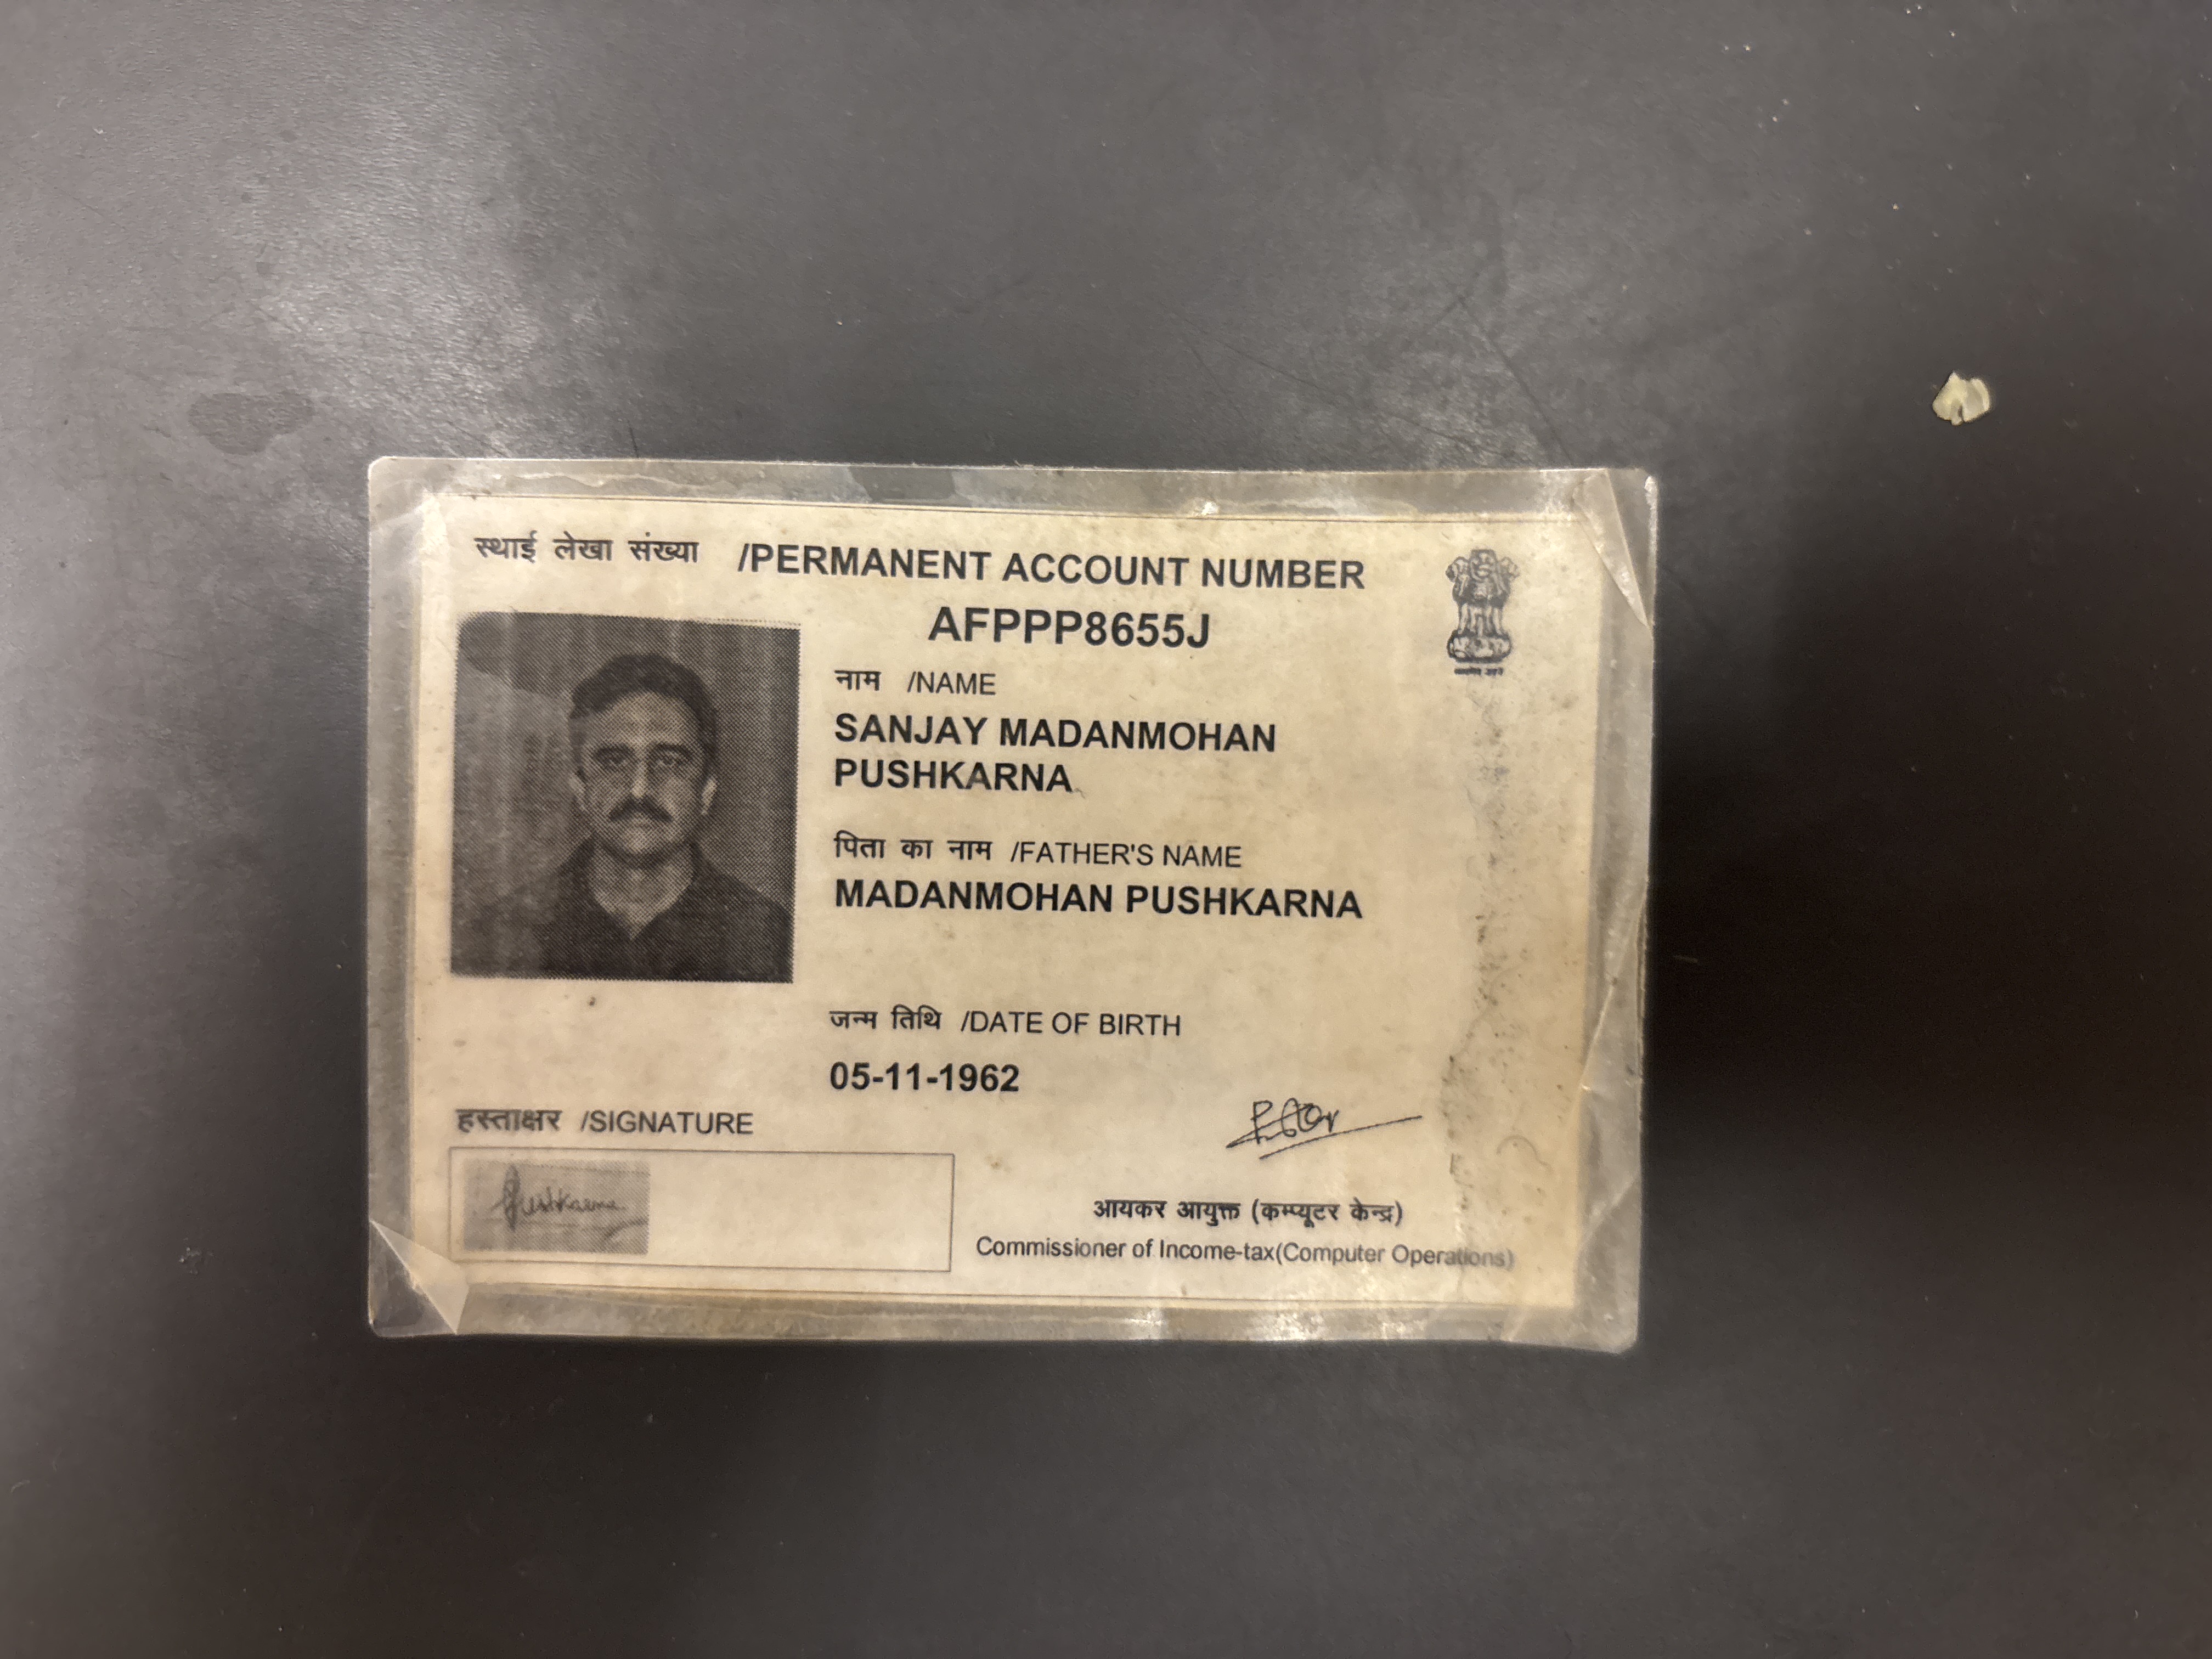 स्थाई लेखा संख्या /PERMANENT ACCOUNT NUMBER
AFPPP8655J
नाम /NAME
SANJAY MADANMOHAN
PUSHKARNA
पिता का नाम /FATHER'S NAME
MADANMOHAN PUSHKARNA
जन्म तिथि /DATE OF BIRTH
05-11-1962
हस्ताक्षर /SIGNATURE
Pushkarna
आयकर आयुक्त (कम्प्यूटर केन्द्र)
Commissioner of Income-tax(Computer Operations)